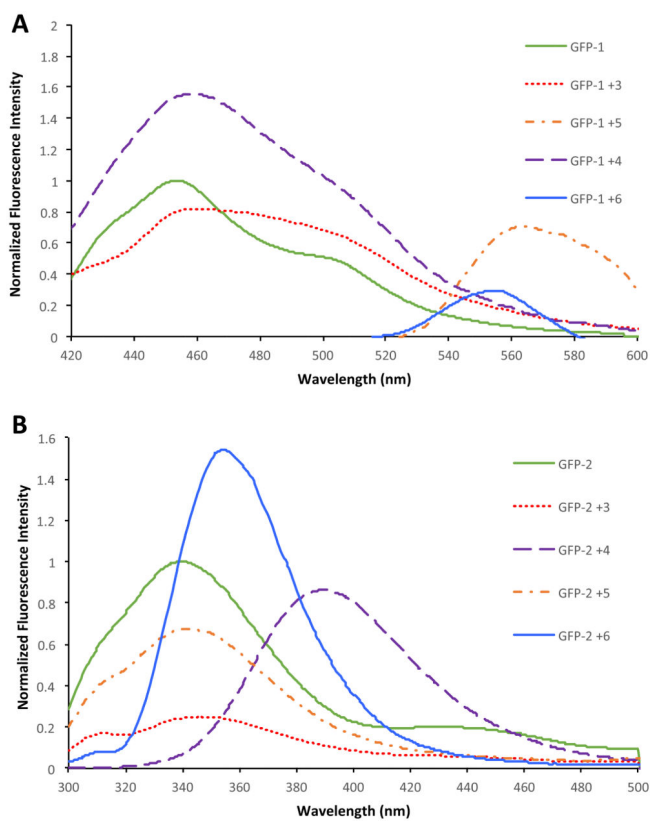 A
Normalized Fluorescence Intensity
2
1.8
1.6
1.4
1.2
1
0.8
0.6
0.4
0.2
0
420
440
460
480
500
520
540
560
580
600
Wavelength (nm)
GFP-1
GFP-1 +3
GFP-1 +5
GFP-1 +4
GFP-1 +6
B
Normalized Fluorescence Intensity
1.6
1.4
1.2
1
0.8
0.6
0.4
0.2
0
300
320
340
360
380
400
420
440
460
480
500
Wavelength (nm)
GFP-2
GFP-2 +3
GFP-2 +4
GFP-2 +5
GFP-2 +6